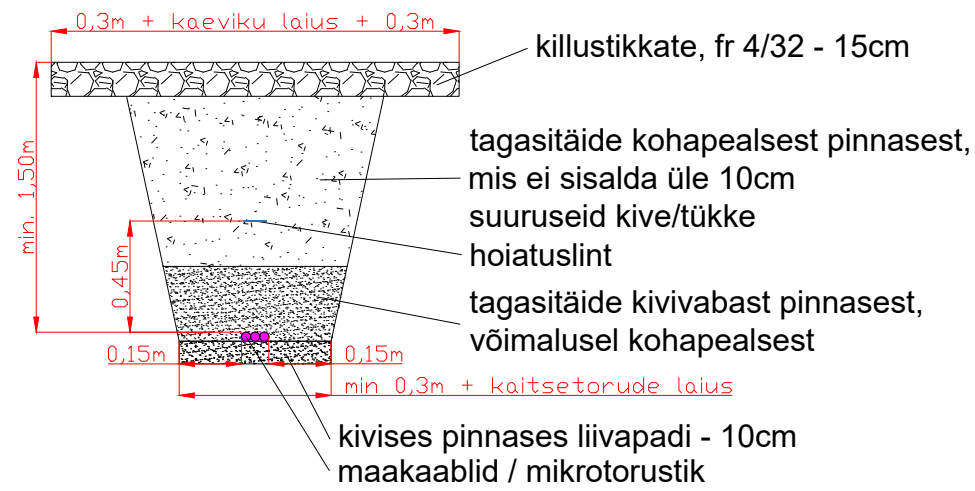 0,3m + kaeviku laius + 0,3m
killustikkate, fr 4/32 - 15cm
tagasitäide kohapealsest pinnasest,
mis ei sisalda üle 10cm
suuruseid kive/tükke
hoiatuslint
min. 1,50m
0,45m
tagasitäide kivivabast pinnasest,
võimalusel kohapealsest
0,15m
0,15m
min 0,3m + kaitsetorude laius
kivises pinnases liivapadi - 10cm
maakaablid / mikrotorustik